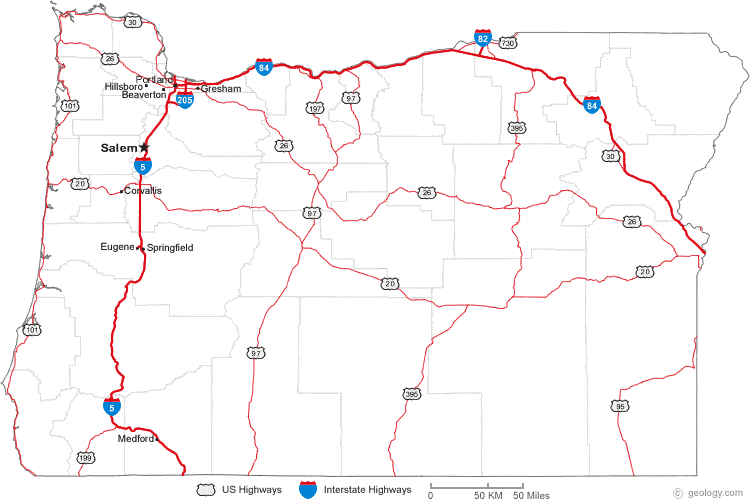 30
82
730
26
84
Portland
Hillsboro
Beaverton
Gresham
205
101
197
97
84
395
Salem
26
30
5
20
Corvallis
26
97
26
Eugene
Springfield
20
20
101
97
395
5
95
Medford
199
US Highways
Interstate Highways
0 50 KM 50 Miles
© geology.com